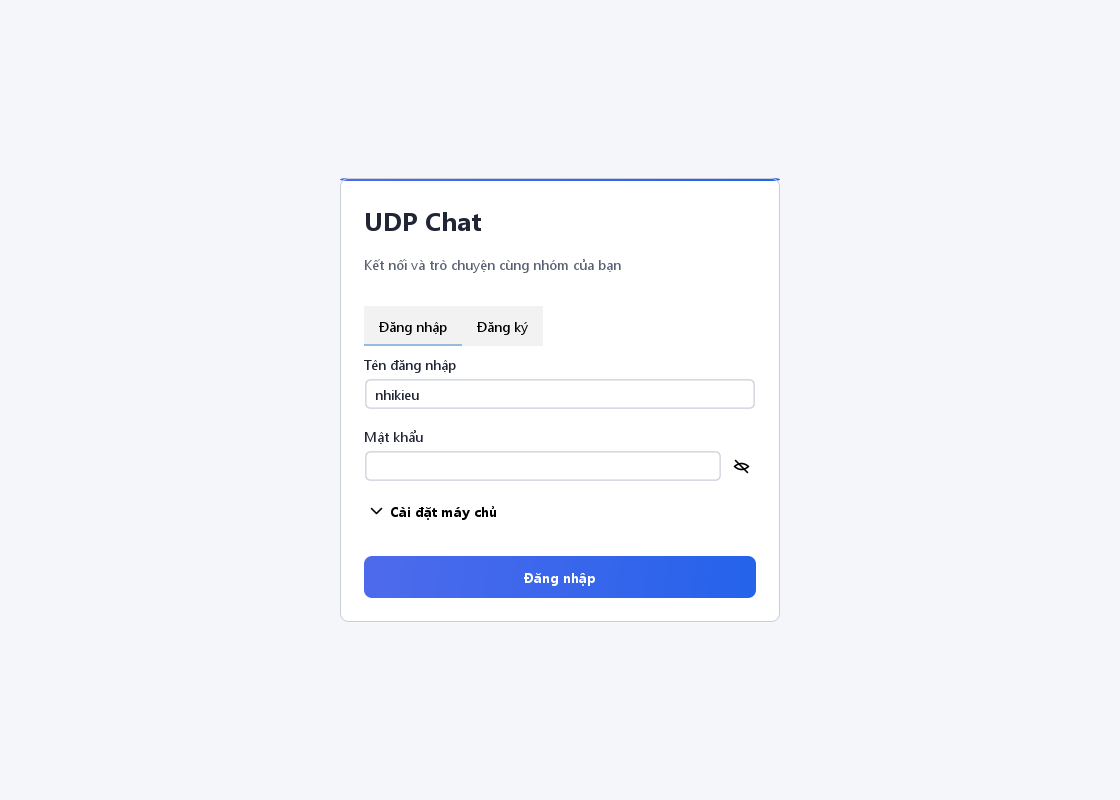 UDP Chat
Kết nối và trò chuyện cùng nhóm của bạn
Đăng nhập Đăng ký
Tên đăng nhập
nhikieu
Mật khẩu
Cài đặt máy chủ
Đăng nhập